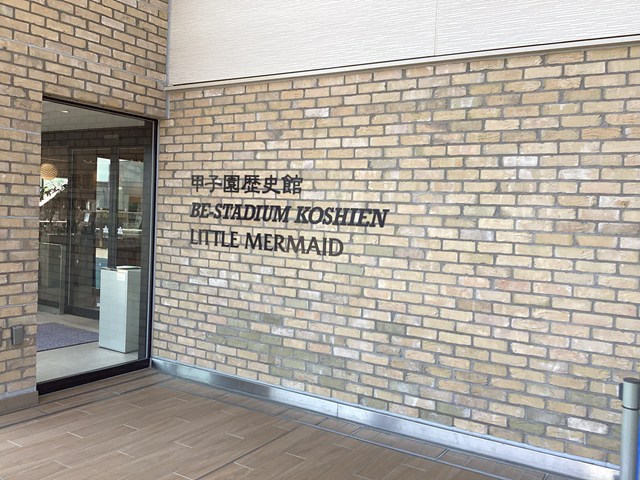 甲子園歴史館
BE-STADIUM KOSHIEN
LITTLE MERMAID